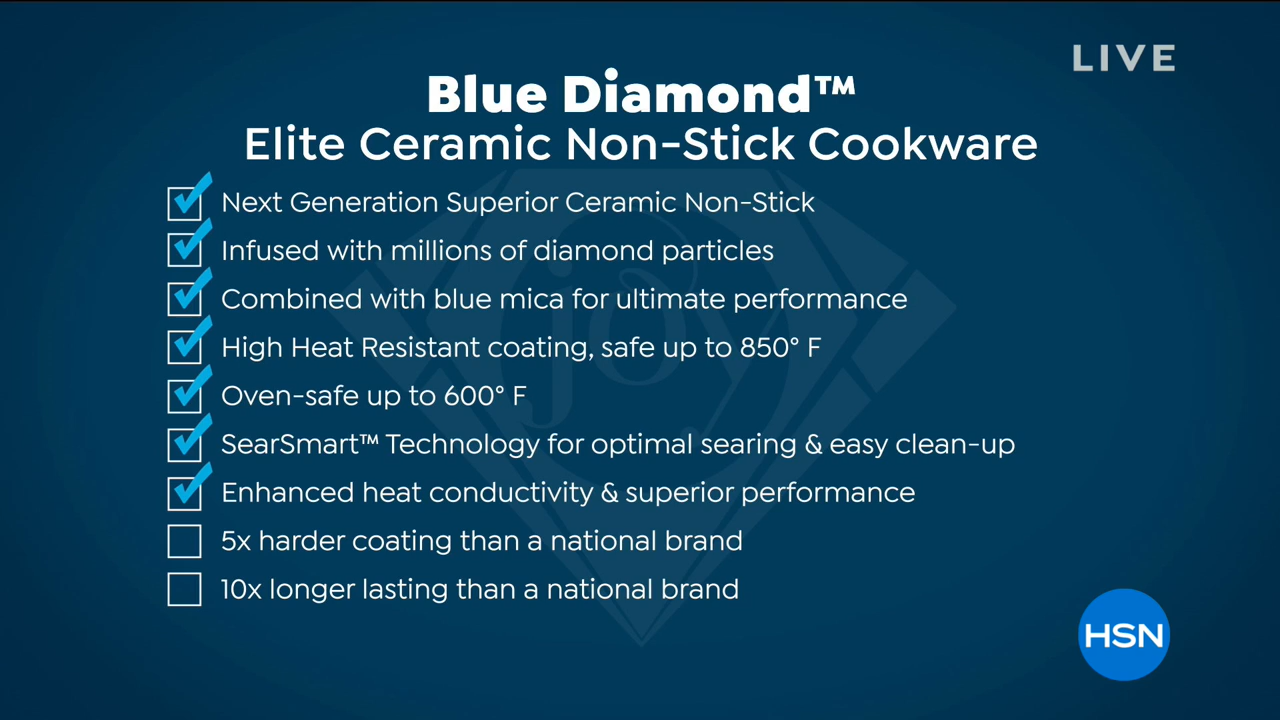 LIVE
Blue Diamond™
Elite Ceramic Non-Stick Cookware
Next Generation Superior Ceramic Non-Stick
Infused with millions of diamond particles
Combined with blue mica for ultimate performance
High Heat Resistant coating, safe up to 850° F
Oven-safe up to 600° F
SearSmart™ Technology for optimal searing & easy clean-up
Enhanced heat conductivity & superior performance
5x harder coating than a national brand
10x longer lasting than a national brand
joy
HSN